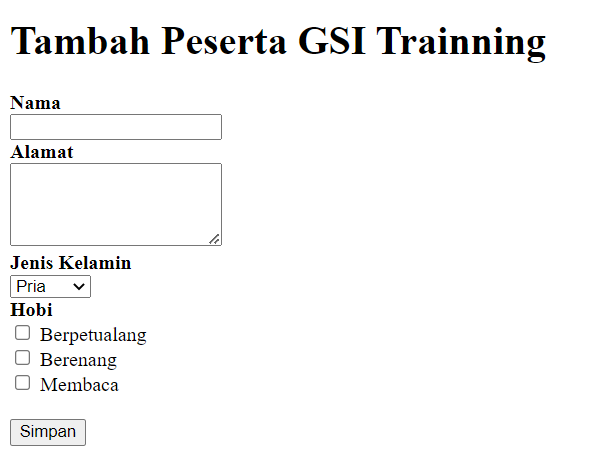 Tambah Peserta GSI Trainning
Nama
Alamat
Jenis Kelamin
Pria
Hobi
Berpetualang
Berenang
Membaca
Simpan